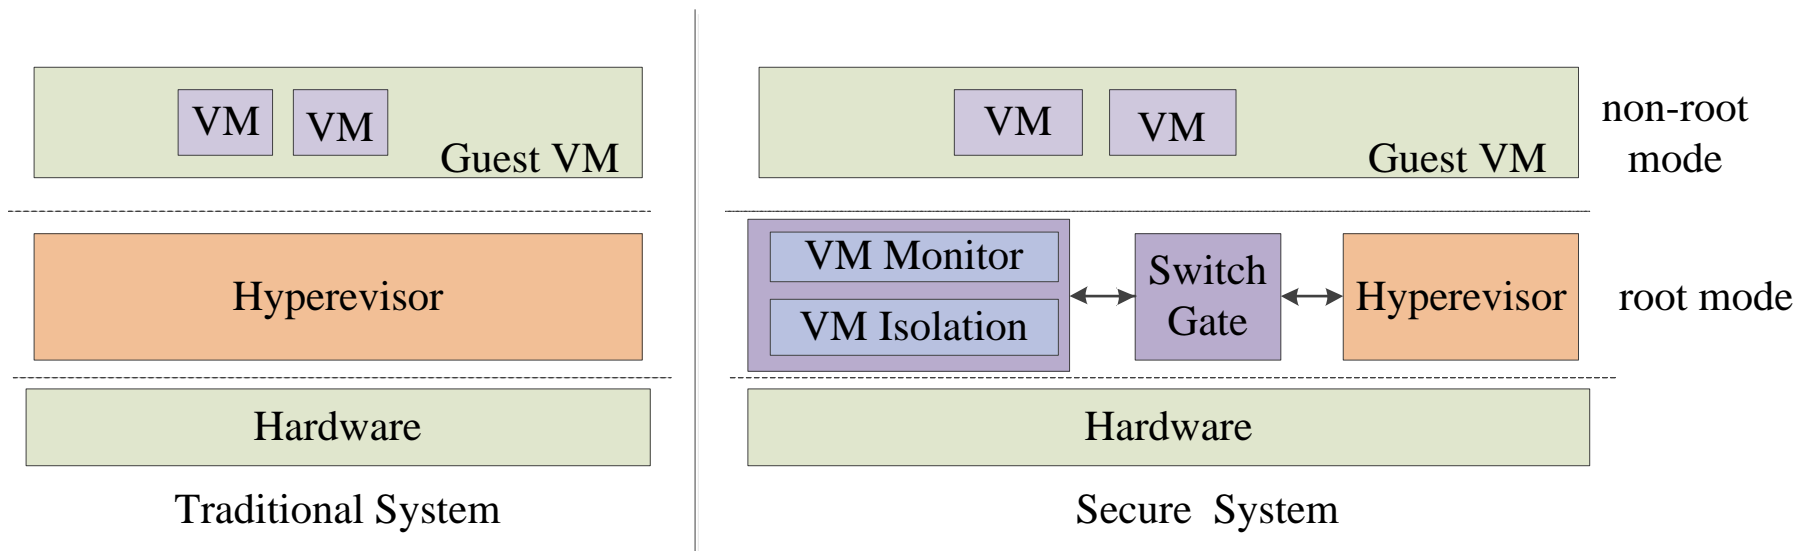 VM
VM
Guest VM
Hyperevisor
Hardware
Traditional System
VM
VM
Guest VM
non-root
mode
VM Monitor
VM Isolation
Switch
Gate
Hyperevisor
root mode
Hardware
Secure System